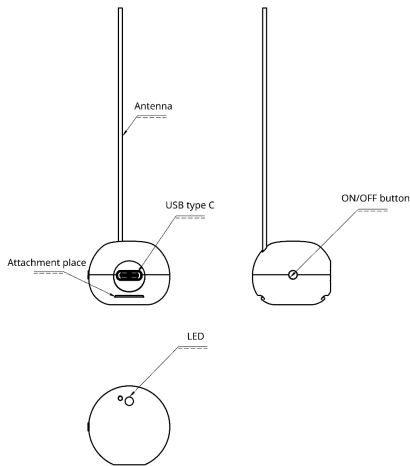 Antenna
USB type C
ON/OFF button
Attachment place
LED